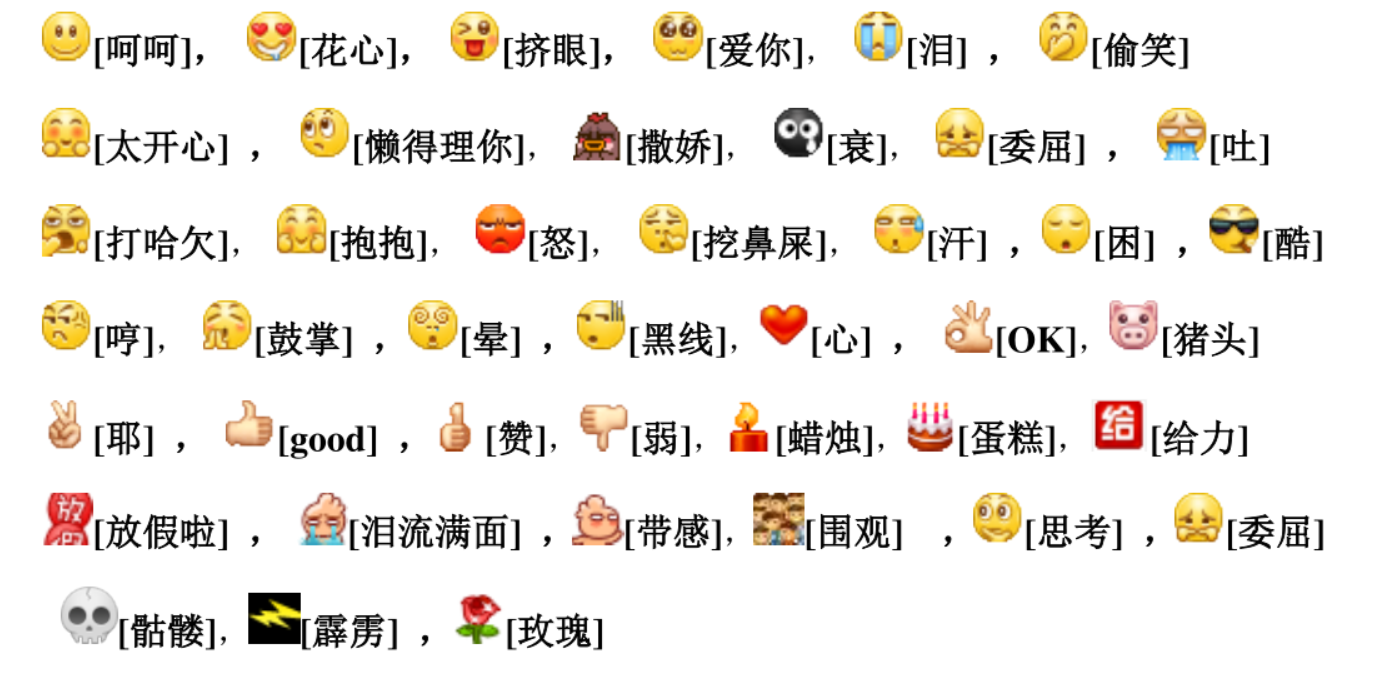 [呵呵]， [花心]， [挤眼]， [爱你]， [泪] ， [偷笑]
[太开心] ， [懒得理你]， [撒娇]， [衰]， [委屈] ， [吐]
[打哈欠]， [抱抱]， [怒]， [挖鼻屎]， [汗] ， [困] ， [酷]
[哼]， [鼓掌] ， [晕] ， [黑线]， [心] ， [OK]， [猪头]
[耶] ， [good] ， [赞]， [弱]， [蜡烛]， [蛋糕]， 给[给力]
放假[放假啦] ， [泪流满面] ， [带感]， [围观] ， [思考] ， [委屈]
[骷髅]， [霹雳] ， [玫瑰]